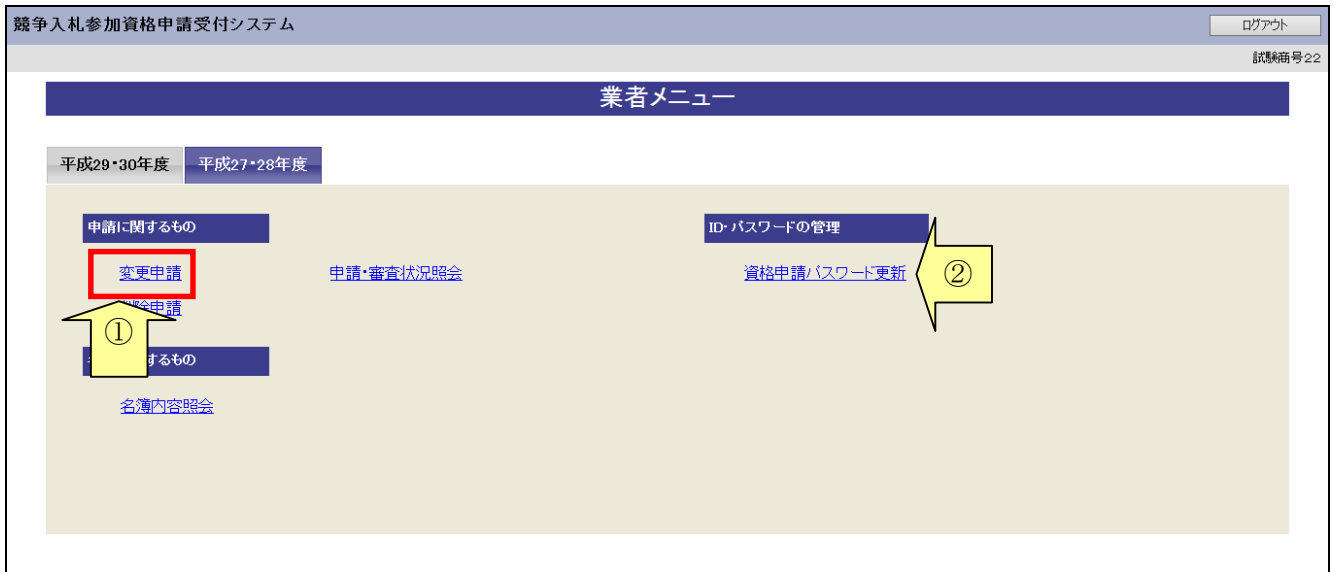 競争入札参加資格申請受付システム
ログアウト
試験商号22
業者メニュー
平成29・30年度
平成27・28年度
申請に関するもの
ID・パスワードの管理
変更申請
申請・審査状況照会
資格申請パスワード更新
②
申請
①
するもの
名簿内容照会